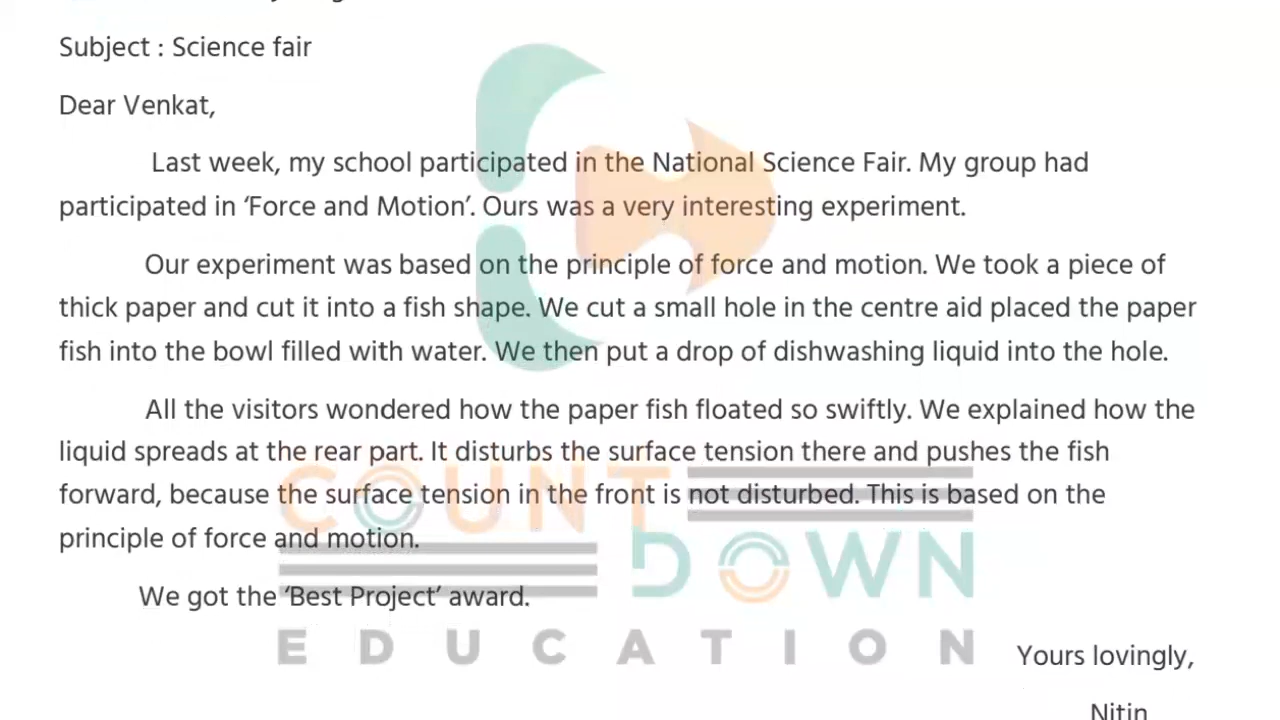 Subject : Science fair
Dear Venkat,
Last week, my school participated in the National Science Fair. My group had
participated in ‘Force and Motion’. Ours was a very interesting experiment.
Our experiment was based on the principle of force and motion. We took a piece of
thick paper and cut it into a fish shape. We cut a small hole in the centre aid placed the paper
fish into the bowl filled with water. We then put a drop of dishwashing liquid into the hole.
All the visitors wondered how the paper fish floated so swiftly. We explained how the
liquid spreads at the rear part. It disturbs the surface tension there and pushes the fish
forward, because the surface tension in the front is not disturbed. This is based on the
principle of force and motion.
We got the ‘Best Project’ award.
Yours lovingly,
Nitin
COUNT
DOWN
EDUCATION